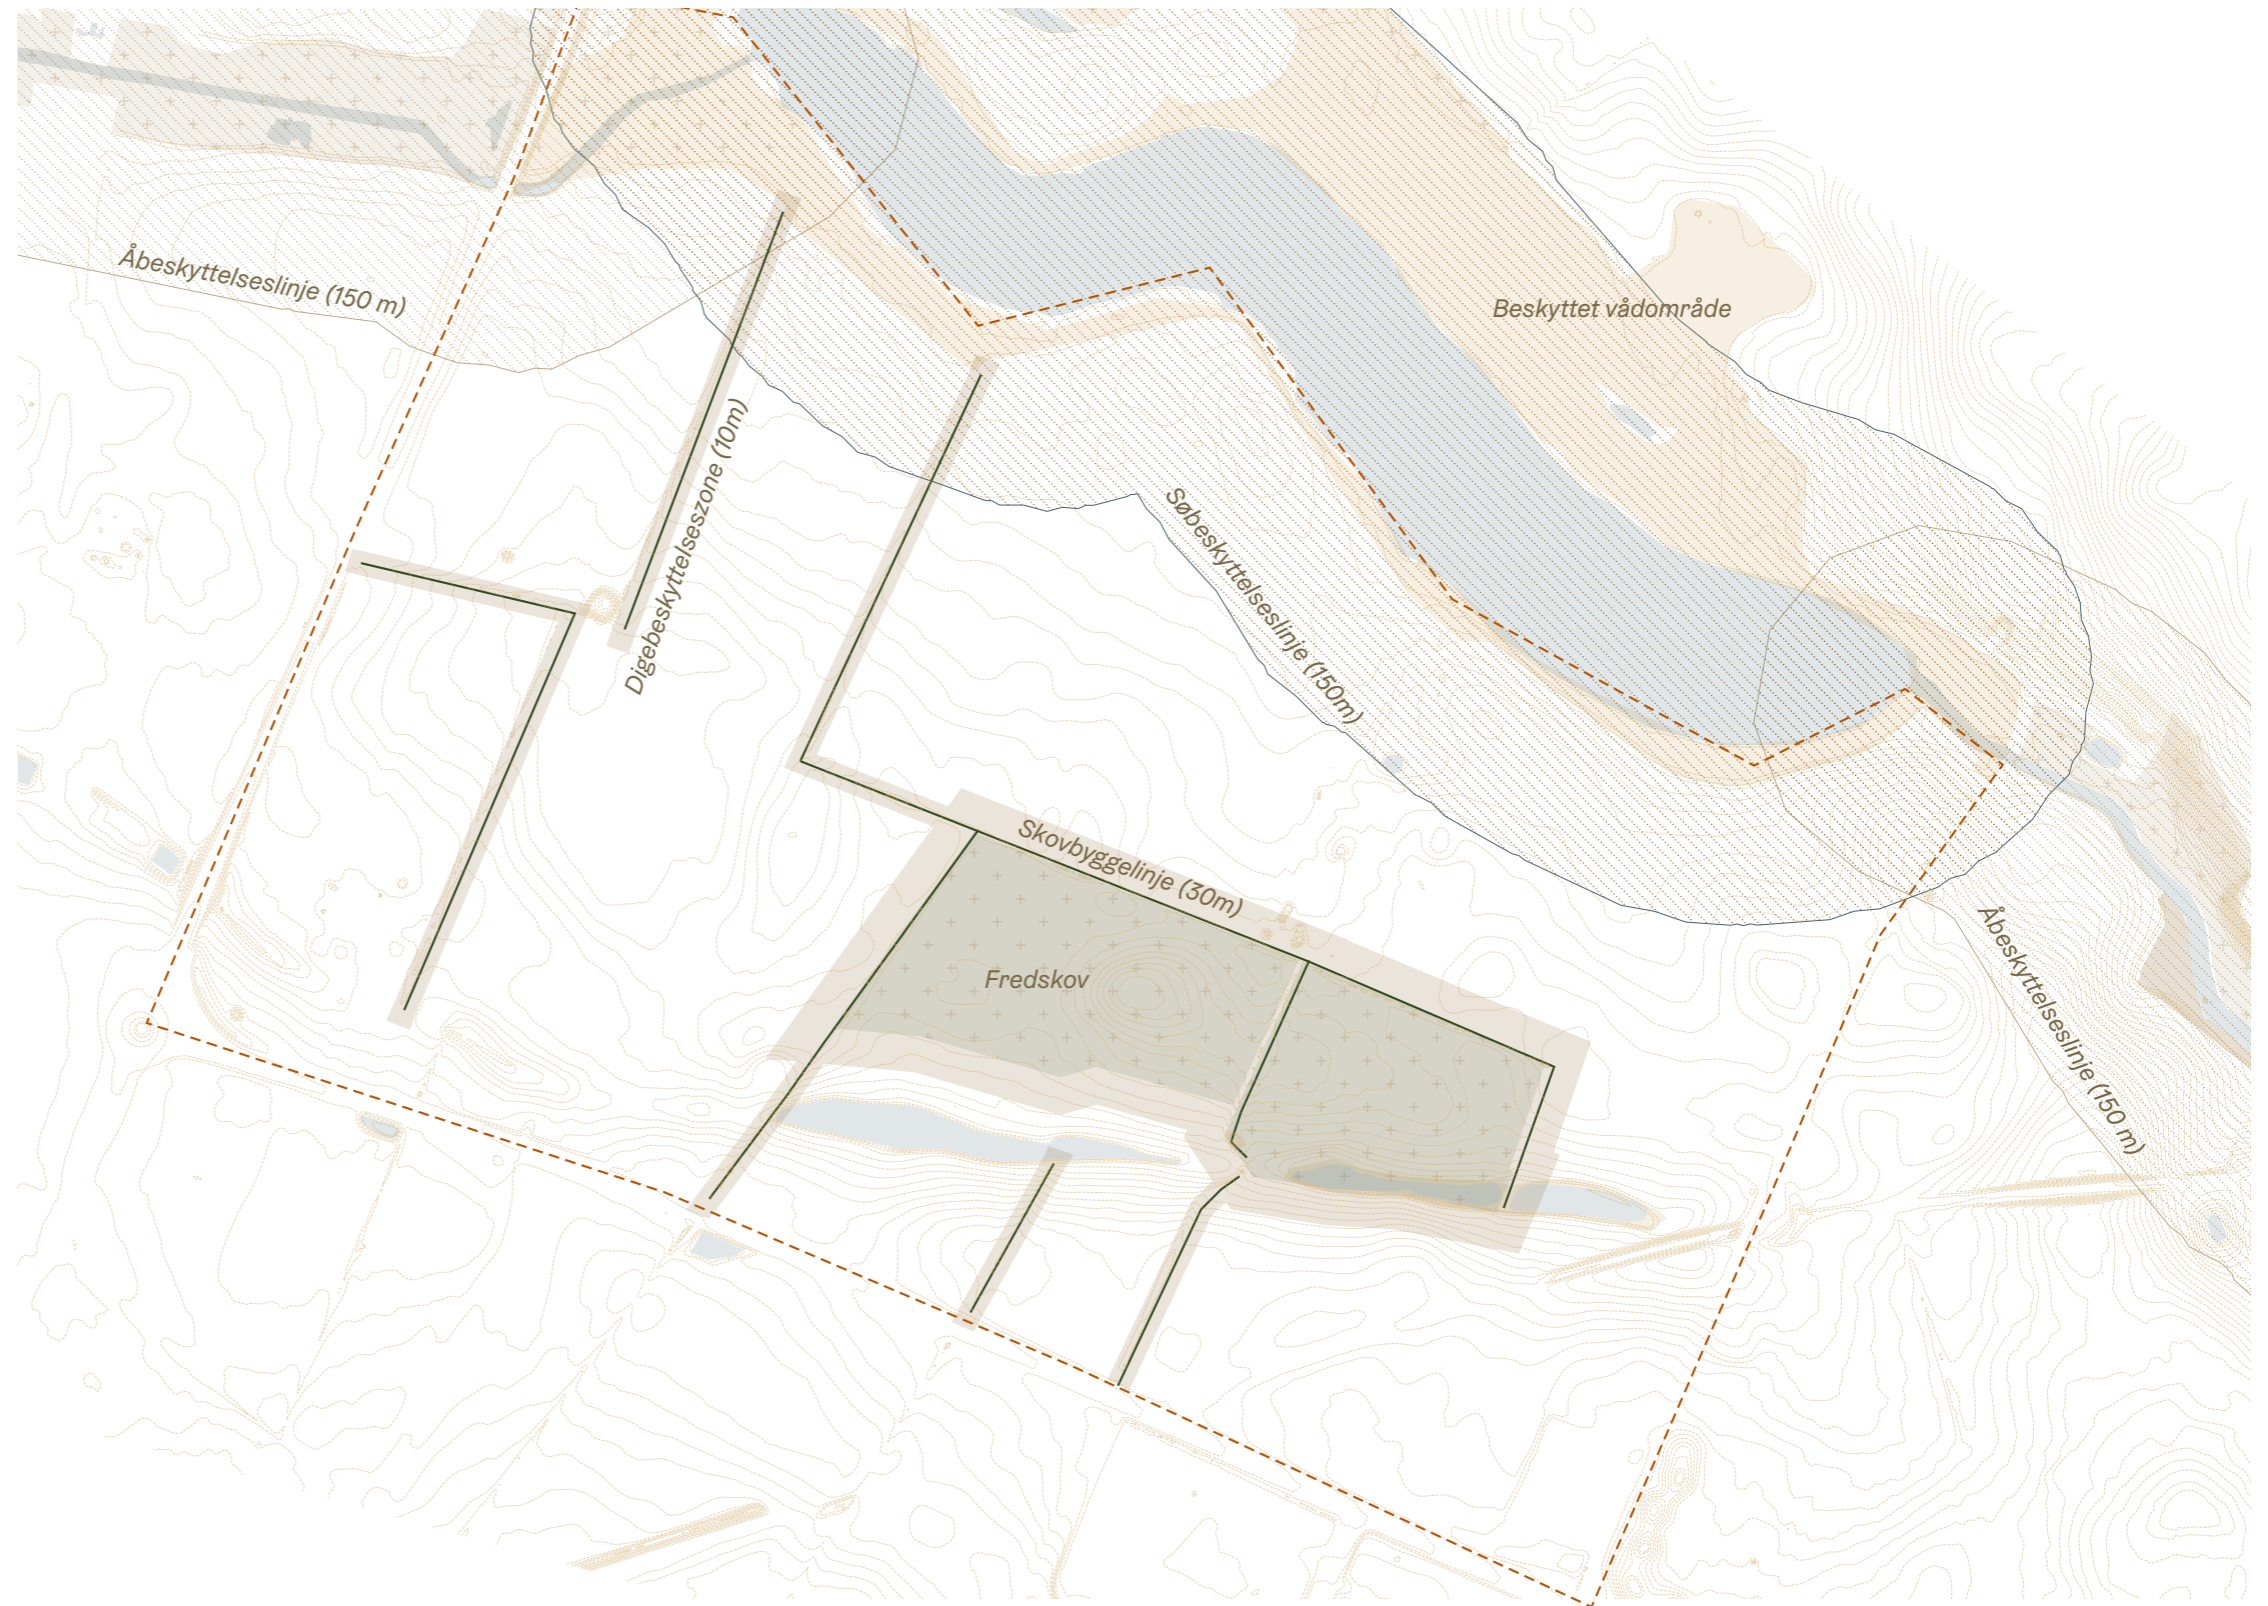 Åbeskyttelseslinje (150 m)
Beskyttet vådområde
Digebeskyttelseszone (10m)
Søbeskyttelseslinje (150m)
Skovbyggelinje (30m)
Fredskov
Åbeskyttelseslinje (150 m)